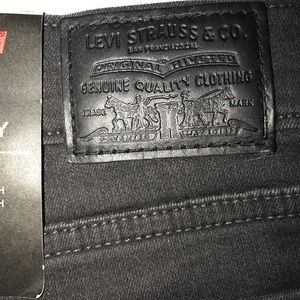 LEVI STRAUSS & CO.
SAN FRANCISCO, CAL.
ORIGINAL RIVETED
GENUINE QUALITY CLOTHING
TRADE MARK
Y
H
H